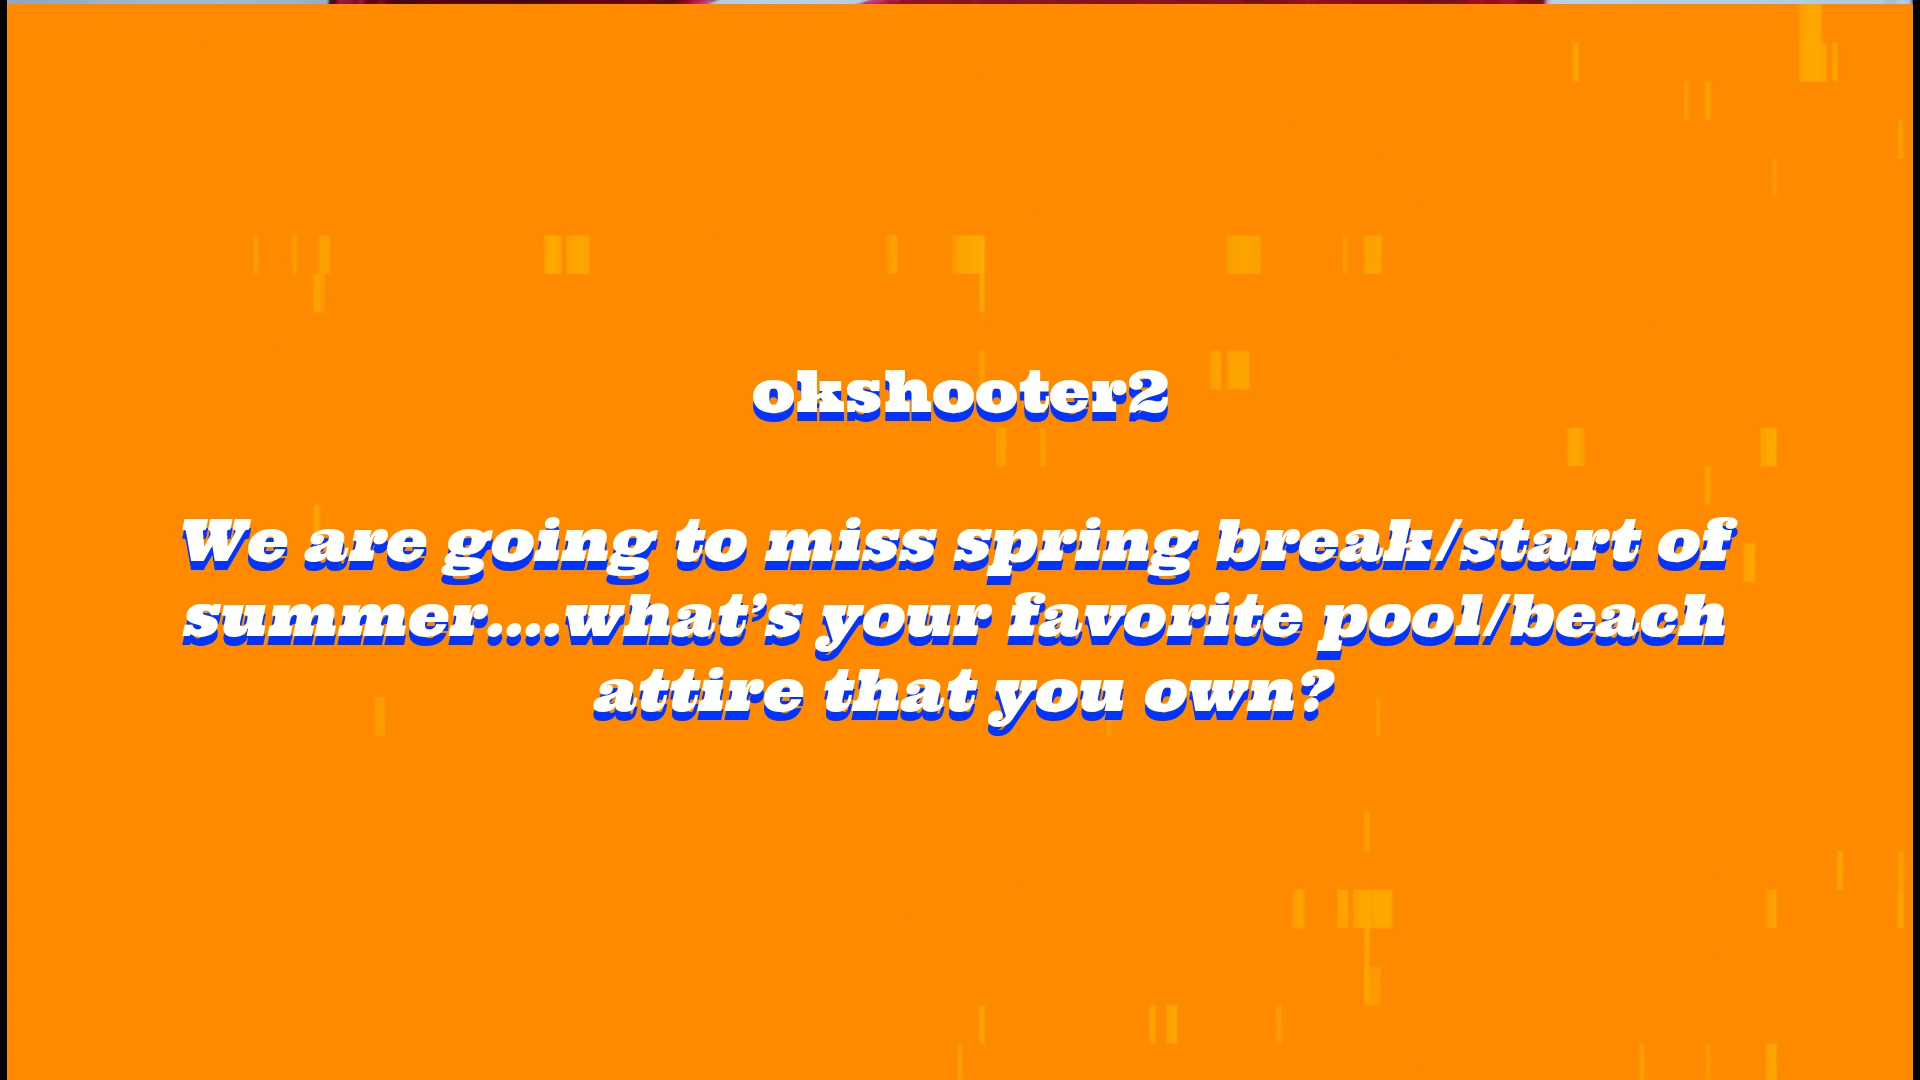 okshooter2
We are going to miss spring break/start of
summer....what's your favorite pool/beach
attire that you own?